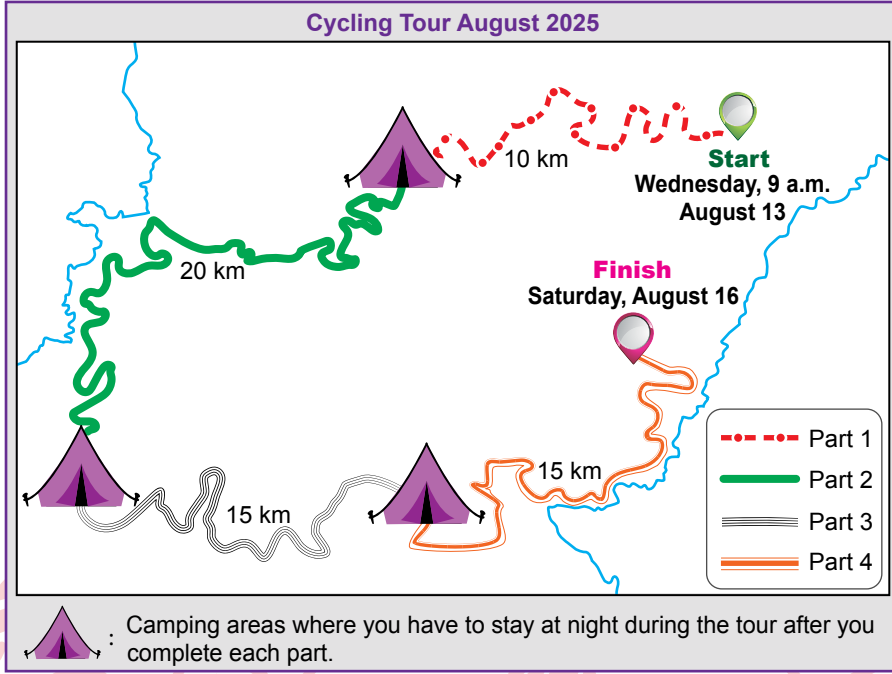 Cycling Tour August 2025
10 km
Start
Wednesday, 9 a.m.
August 13
20 km
Finish
Saturday, August 16
15 km
15 km
Part 1
Part 2
Part 3
Part 4
: Camping areas where you have to stay at night during the tour after you
complete each part.